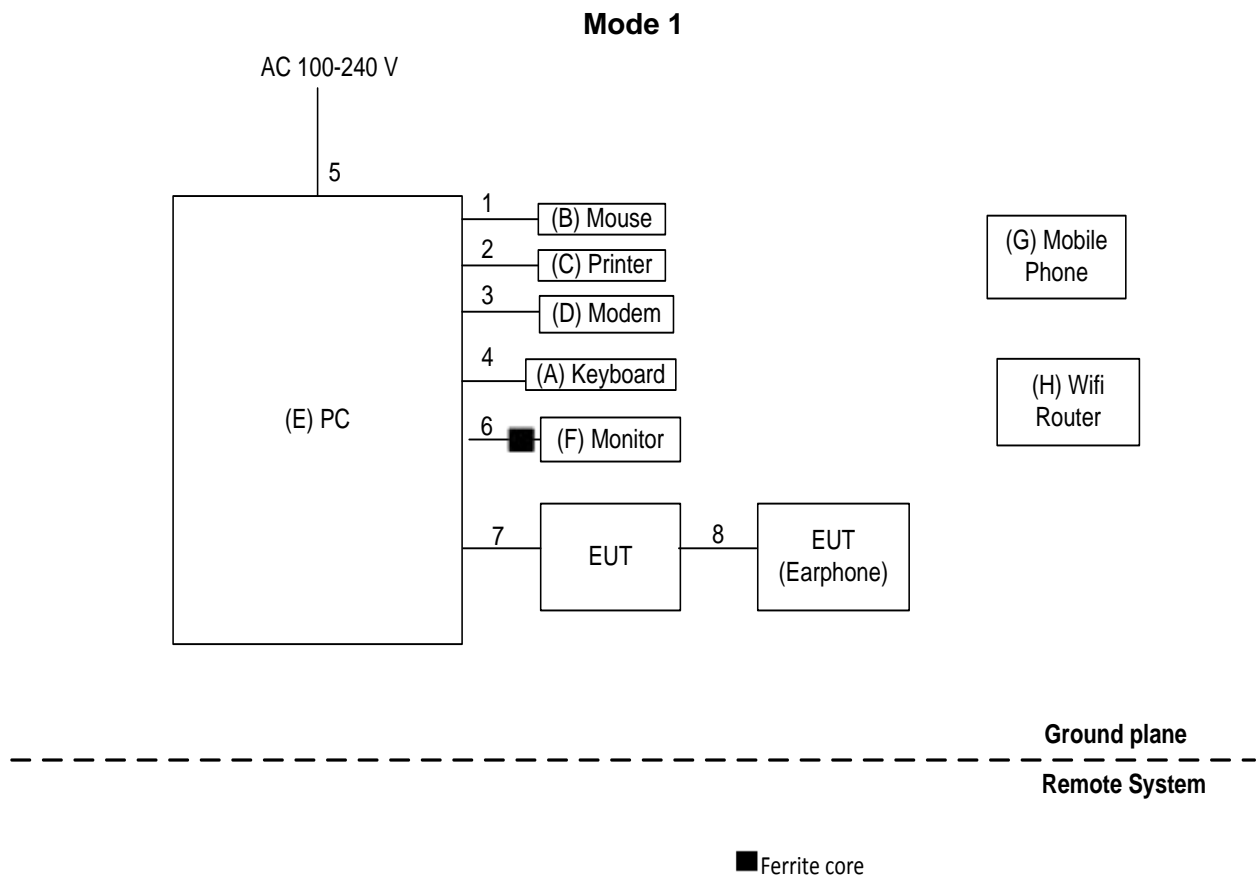 Mode 1
AC 100-240 V
5
1
(B) Mouse
2
(C) Printer
3
(D) Modem
4
(A) Keyboard
(E) PC
6
(F) Monitor
7
EUT
8
EUT
(Earphone)
(G) Mobile
Phone
(H) Wifi
Router
Ground plane
Remote System
Ferrite core